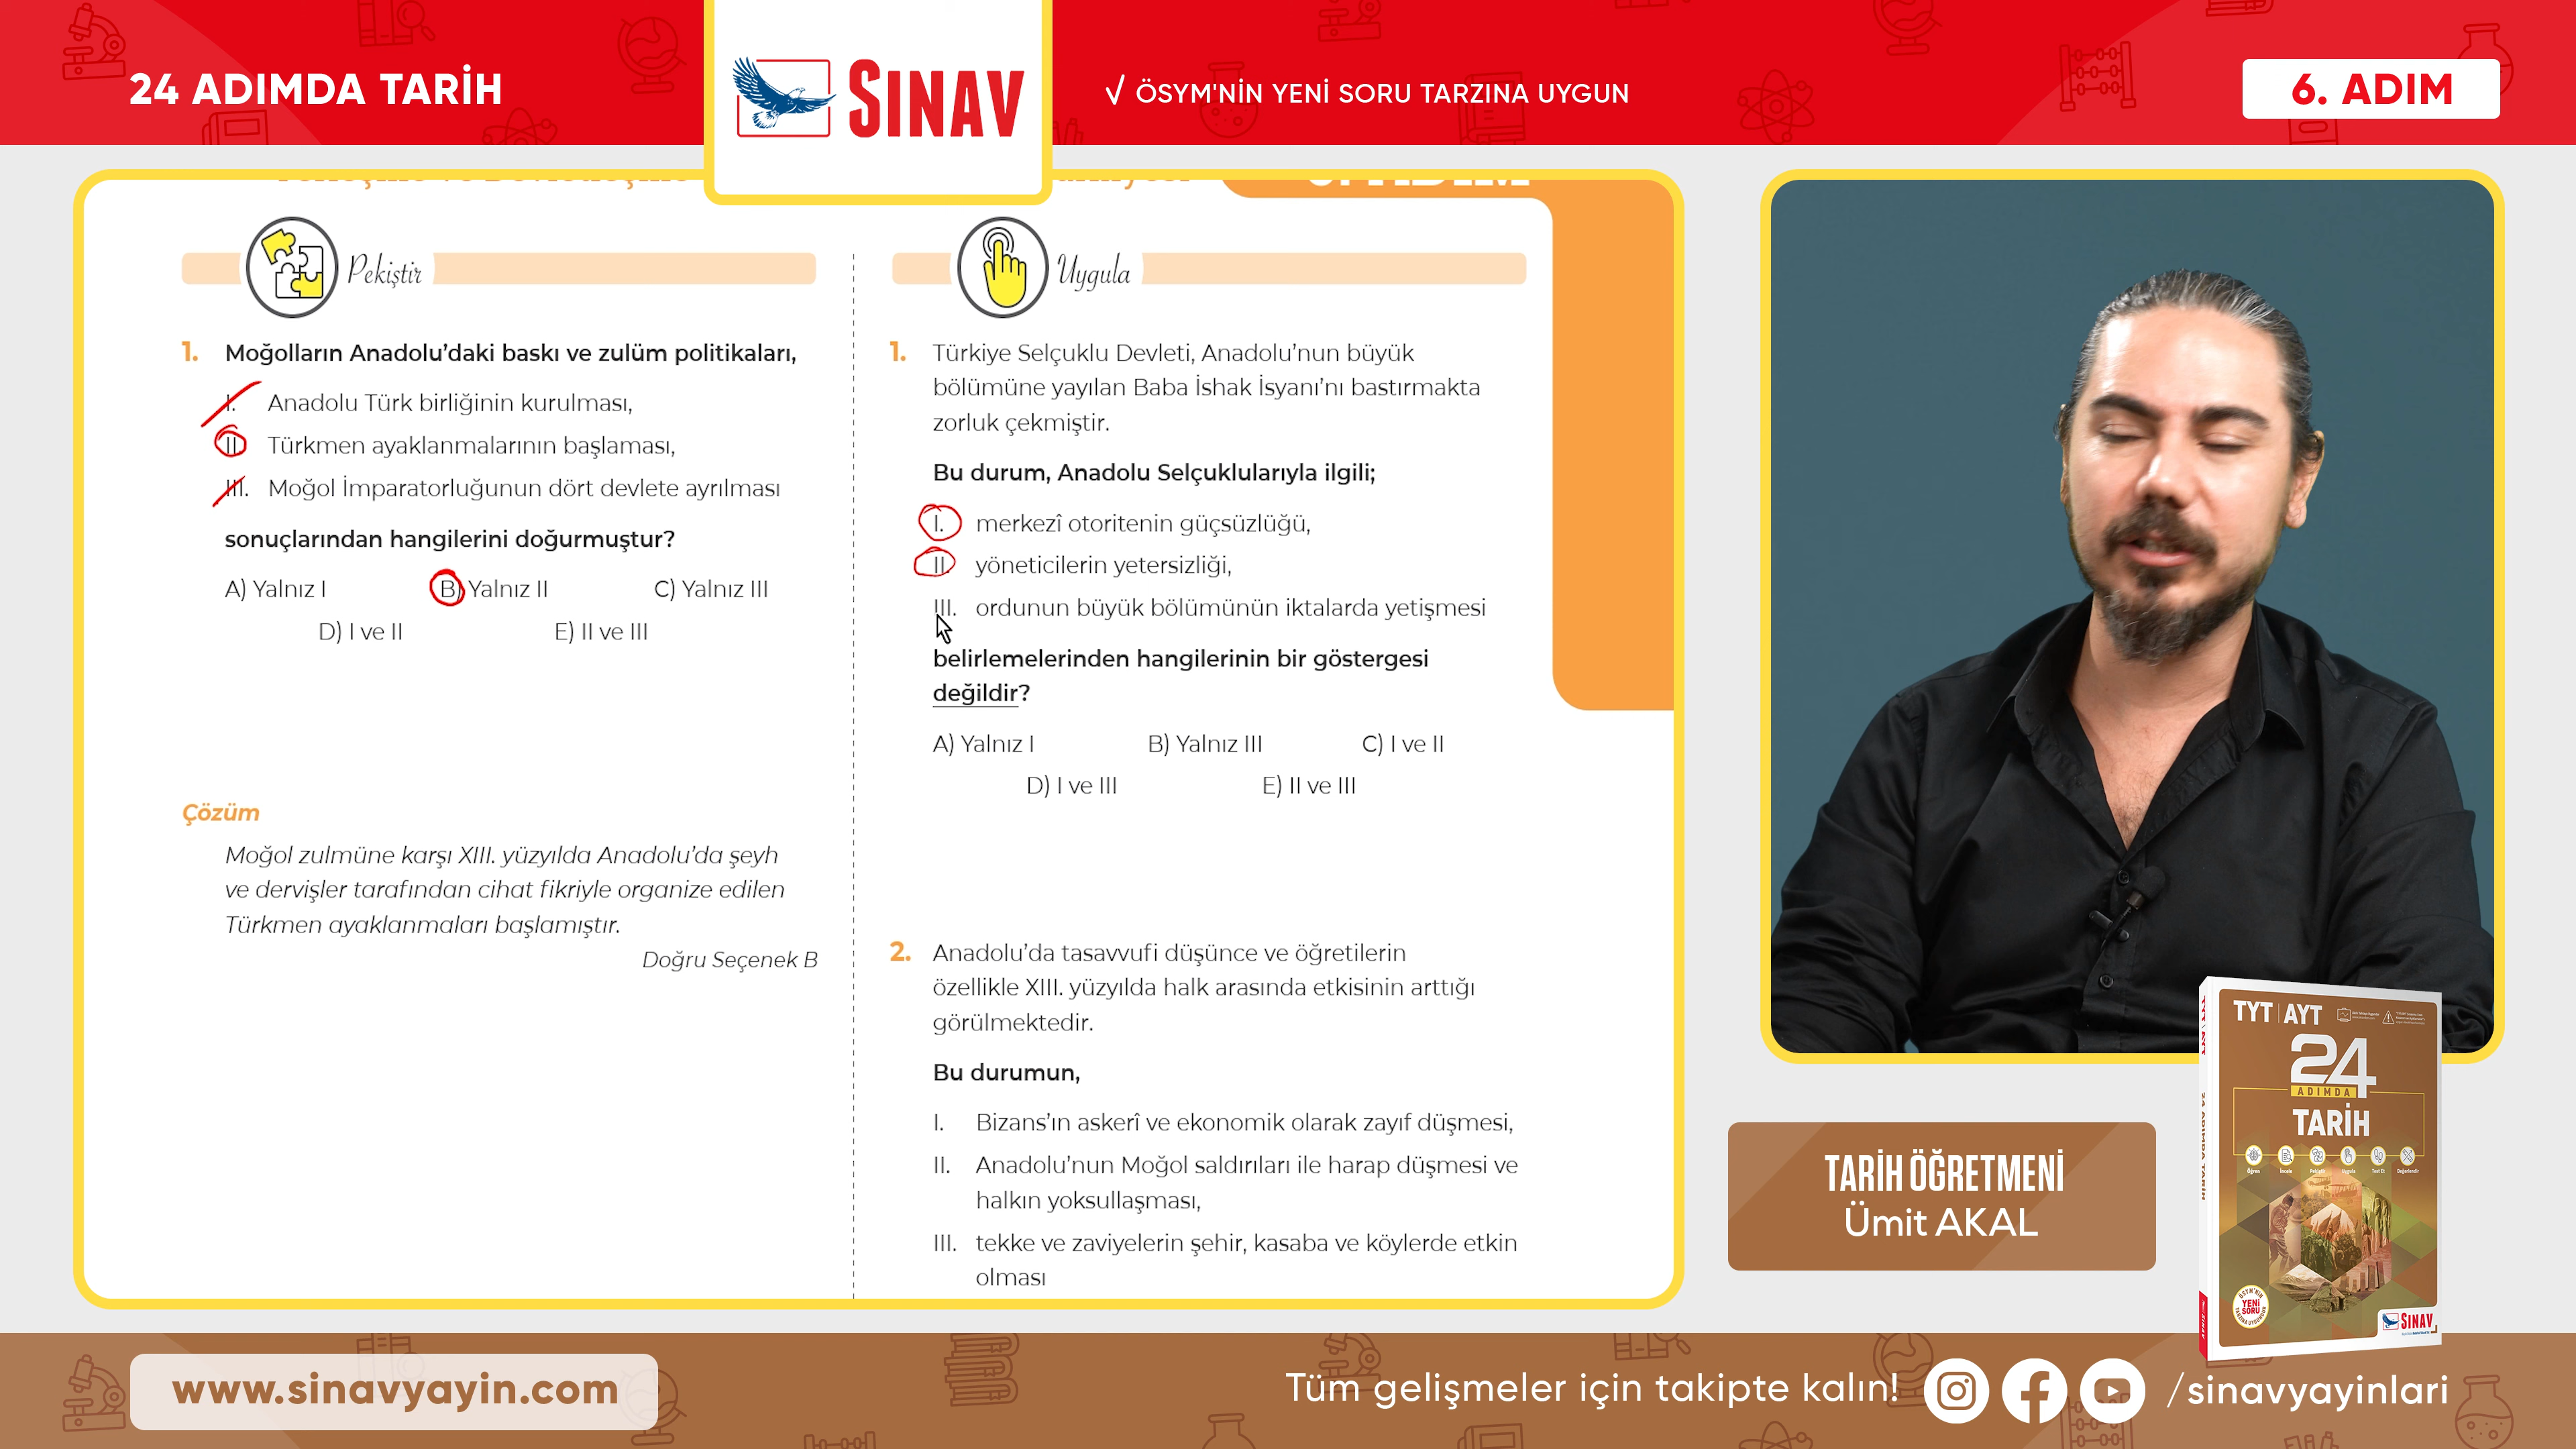 24 ADIMDA TARİH
SINAV
√ ÖSYM'NİN YENİ SORU TARZINA UYGUN
6. ADIM
Pekiştir
1. Moğolların Anadolu'daki baskı ve zulüm politikaları,
I. Anadolu Türk birliğinin kurulması,
II. Türkmen ayaklanmalarının başlaması,
III. Moğol İmparatorluğunun dört devlete ayrılması
sonuçlarından hangilerini doğurmuştur?
A) Yalnız I B) Yalnız II C) Yalnız III
D) I ve II E) II ve III
Çözüm
Moğol zulmüne karşı XIII. yüzyılda Anadolu'da şeyh
ve dervişler tarafından cihat fikriyle organize edilen
Türkmen ayaklanmaları başlamıştır.
Doğru Seçenek B
Uygula
1. Türkiye Selçuklu Devleti, Anadolu'nun büyük
bölümüne yayılan Baba İshak İsyanı'nı bastırmakta
zorluk çekmiştir.
Bu durum, Anadolu Selçuklularıyla ilgili;
I. merkezî otoritenin güçsüzlüğü,
II. yöneticilerin yetersizliği,
III. ordunun büyük bölümünün iktalarda yetişmesi
belirlemelerinden hangilerinin bir göstergesi
değildir?
A) Yalnız I B) Yalnız III C) I ve II
D) I ve III E) II ve III
2. Anadolu'da tasavvufi düşünce ve öğretilerin
özellikle XIII. yüzyılda halk arasında etkisinin arttığı
görülmektedir.
Bu durumun,
I. Bizans'ın askerî ve ekonomik olarak zayıf düşmesi,
II. Anadolu'nun Moğol saldırıları ile harap düşmesi ve
halkın yoksullaşması,
III. tekke ve zaviyelerin şehir, kasaba ve köylerde etkin
olması
TARİH ÖĞRETMENİ
Ümit AKAL
TYT | AYT
24
ADIMDA
TARİH
YENİ
SORU
SINAV
www.sinavyayin.com
Tüm gelişmeler için takipte kalın!
/sinavyayinlari